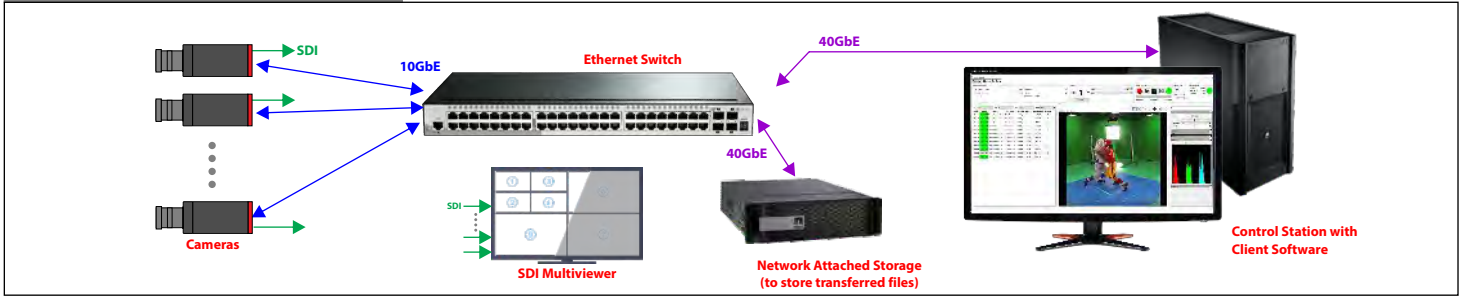 SDI
10GbE
Ethernet Switch
40GbE
40GbE
SDI
SDI Multiviewer
Cameras
Network Attached Storage
(to store transferred files)
Control Station with
Client Software